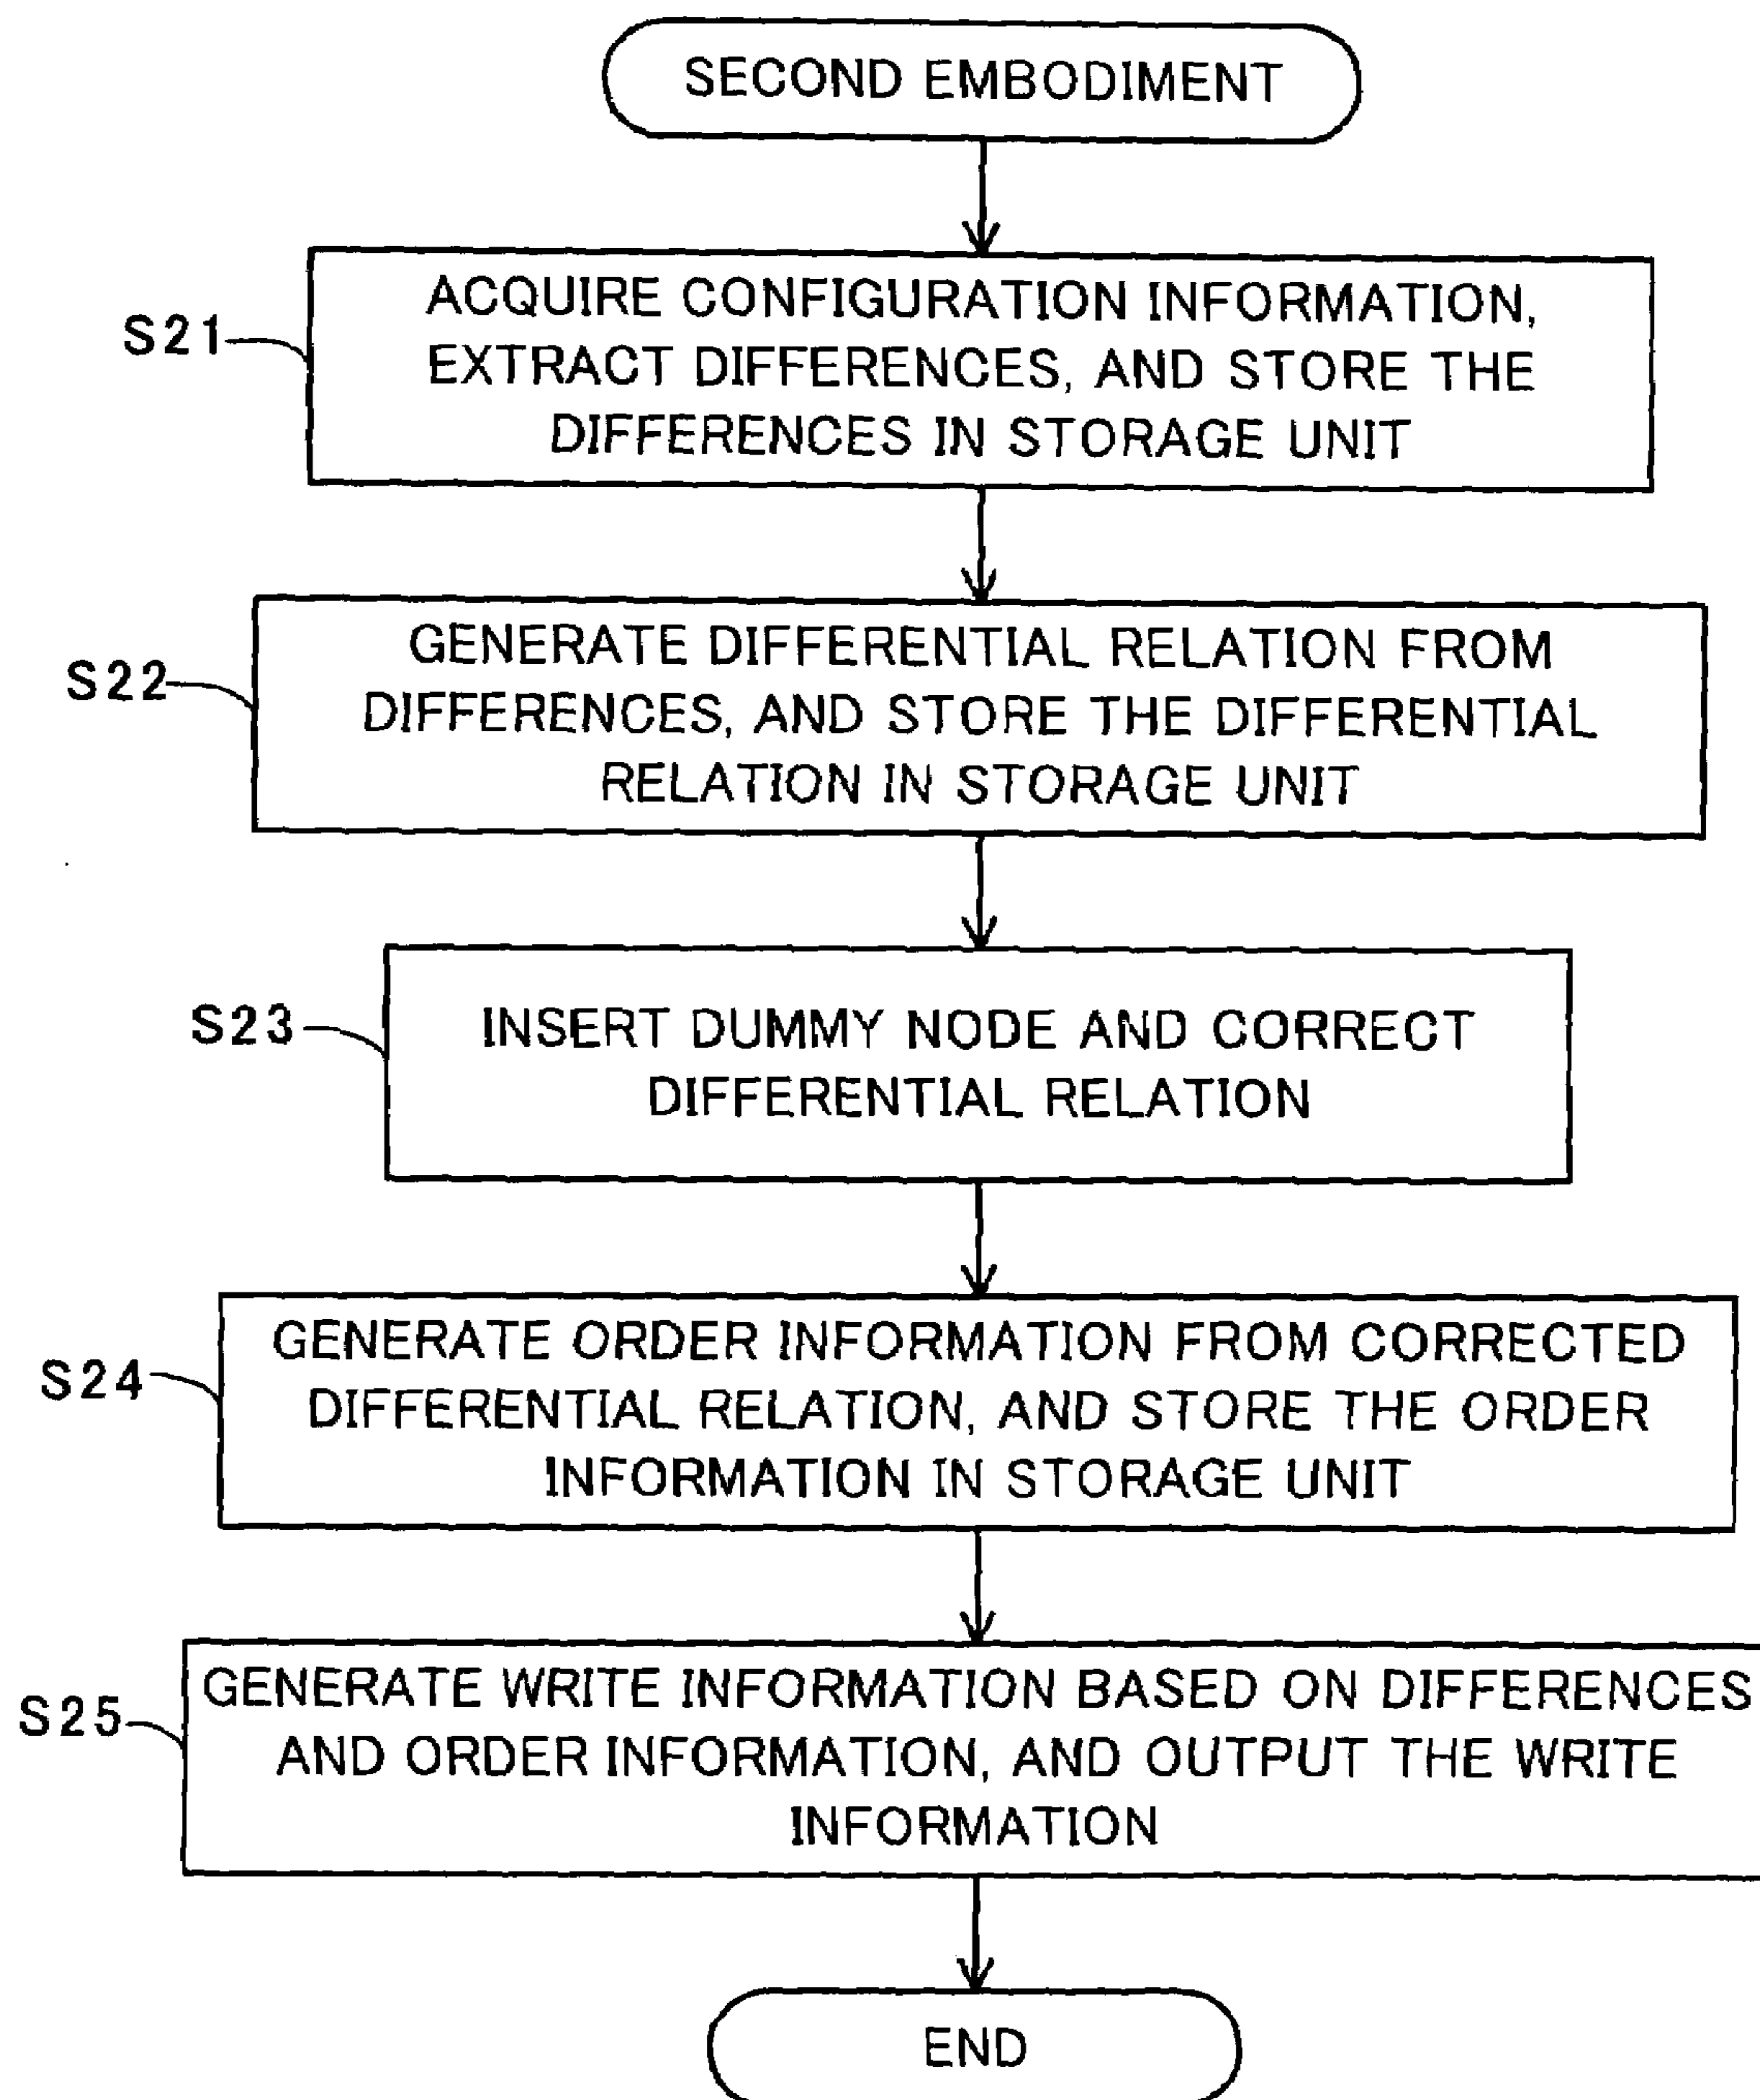 SECOND EMBODIMENT
S21
ACQUIRE CONFIGURATION INFORMATION,
EXTRACT DIFFERENCES, AND STORE THE
DIFFERENCES IN STORAGE UNIT
S22
GENERATE DIFFERENTIAL RELATION FROM
DIFFERENCES, AND STORE THE DIFFERENTIAL
RELATION IN STORAGE UNIT
S23
INSERT DUMMY NODE AND CORRECT
DIFFERENTIAL RELATION
S24
GENERATE ORDER INFORMATION FROM CORRECTED
DIFFERENTIAL RELATION, AND STORE THE ORDER
INFORMATION IN STORAGE UNIT
S25
GENERATE WRITE INFORMATION BASED ON DIFFERENCES
AND ORDER INFORMATION, AND OUTPUT THE WRITE
INFORMATION
END